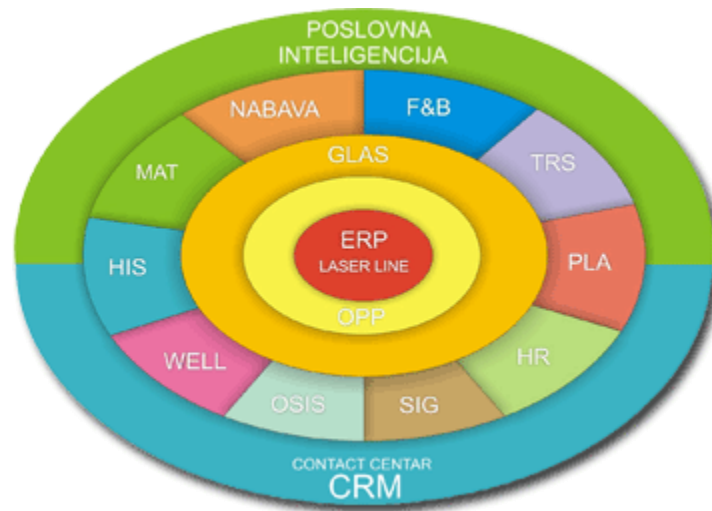 POSLOVNA
INTELIGENCIJA
NABAVA
F&B
MAT
GLAS
TRS
HIS
ERP
LASER LINE
PLA
OPP
WELL
HR
OSIS
SIG
CONTACT CENTAR
CRM